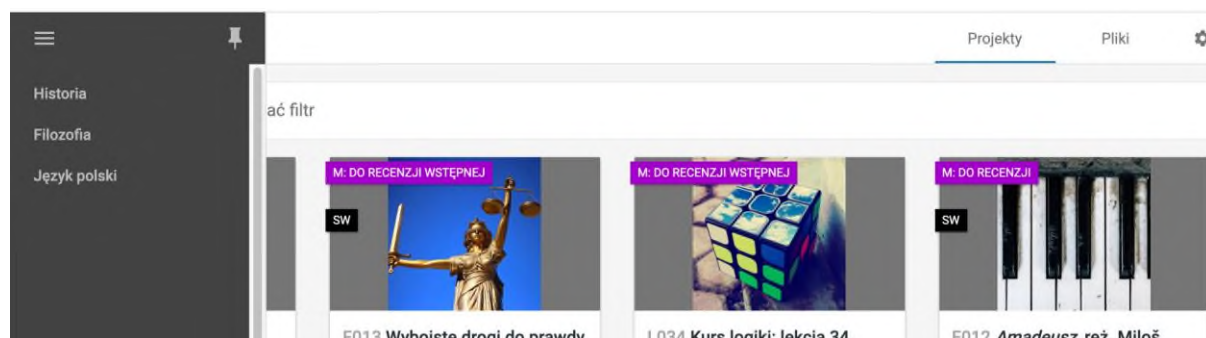 Projekty Pliki
Historia
Filozofia
Język polski
ać filtr
M: DO RECENZJI WSTĘPNEJ
SW
M: DO RECENZJI WSTĘPNEJ
M: DO RECENZJI
SW
F013 Wyboiste drogi do prawdy
L034 Kurs logiki: lekcja 34
F012 Amadeusz, reż. Miloš